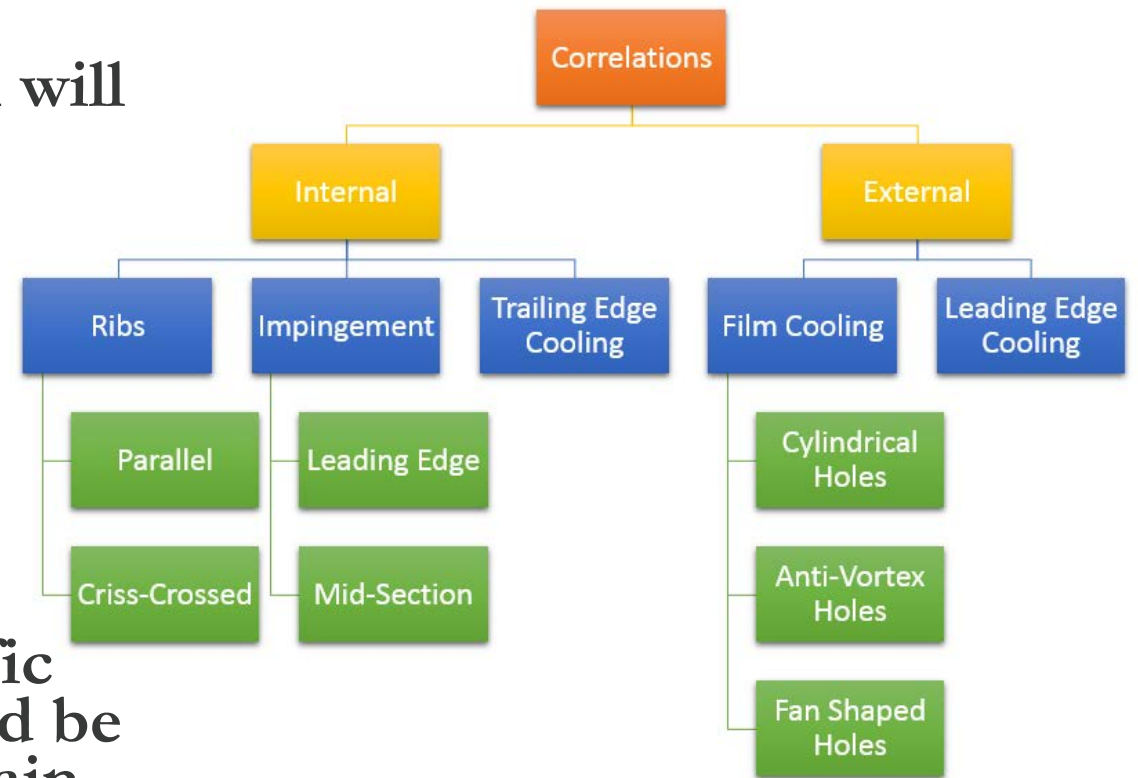 will
Correlations
Internal
External
Ribs
Impingement
Trailing Edge
Cooling
Film Cooling
Leading Edge
Cooling
Parallel
Leading Edge
Cylindrical
Holes
Criss-Crossed
Mid-Section
Anti-Vortex
Holes
Fan Shaped
Holes
be